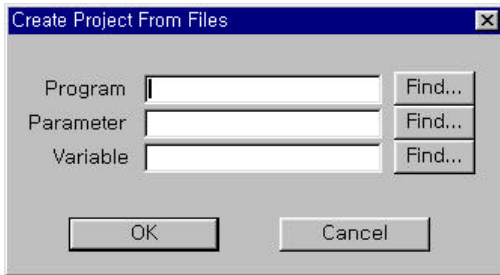 Create Project From Files
Program Find...
Parameter Find...
Variable Find...
OK Cancel